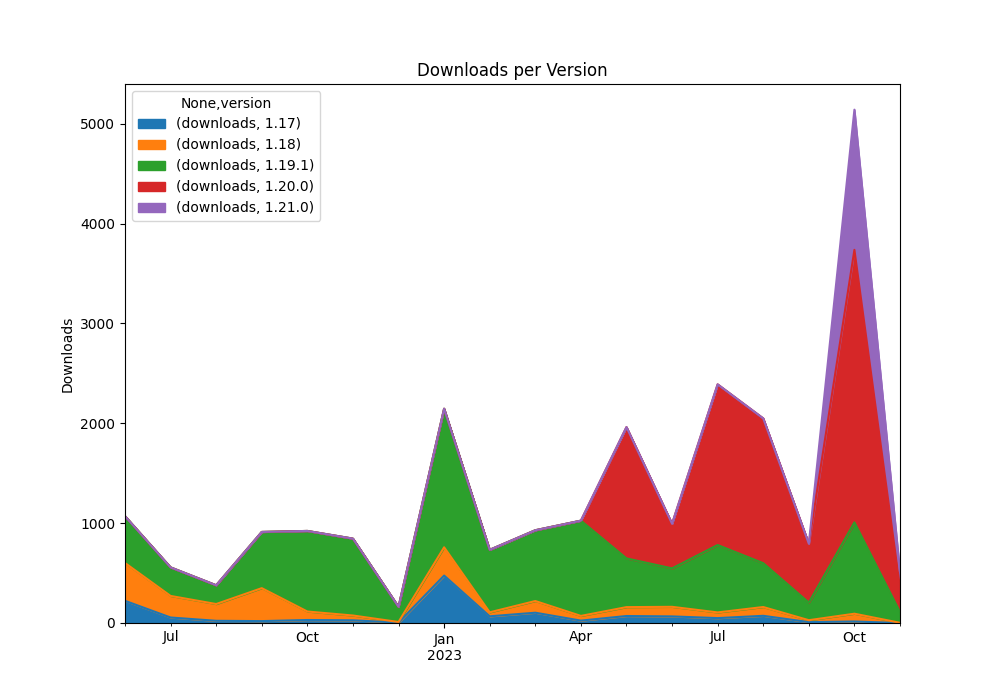 Downloads per Version
None,version
(downloads, 1.17)
(downloads, 1.18)
(downloads, 1.19.1)
(downloads, 1.20.0)
(downloads, 1.21.0)
5000
4000
3000
2000
1000
0
Downloads
Jul
Oct
Jan
2023
Apr
Jul
Oct